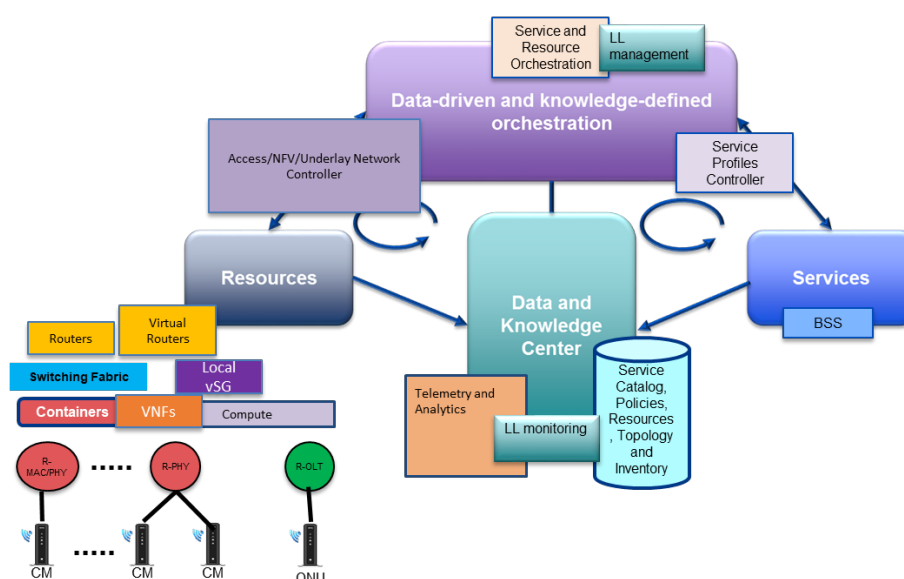 Service and
Resource
Orchestration
LL
management
Data-driven and knowledge-defined
orchestration
Access/NFV/Underlay Network
Controller
Service
Profiles
Controller
Resources
Data and
Knowledge
Center
Services
BSS
Routers
Virtual
Routers
Switching Fabric
Local
vSG
Containers
VNFs
Compute
Telemetry and
Analytics
LL monitoring
Service
Catalog,
Policies,
Resources
, Topology
and
Inventory
R-
MAC/PHY
.....
R-PHY
R-OLT
.....
CM
CM
CM
ONU